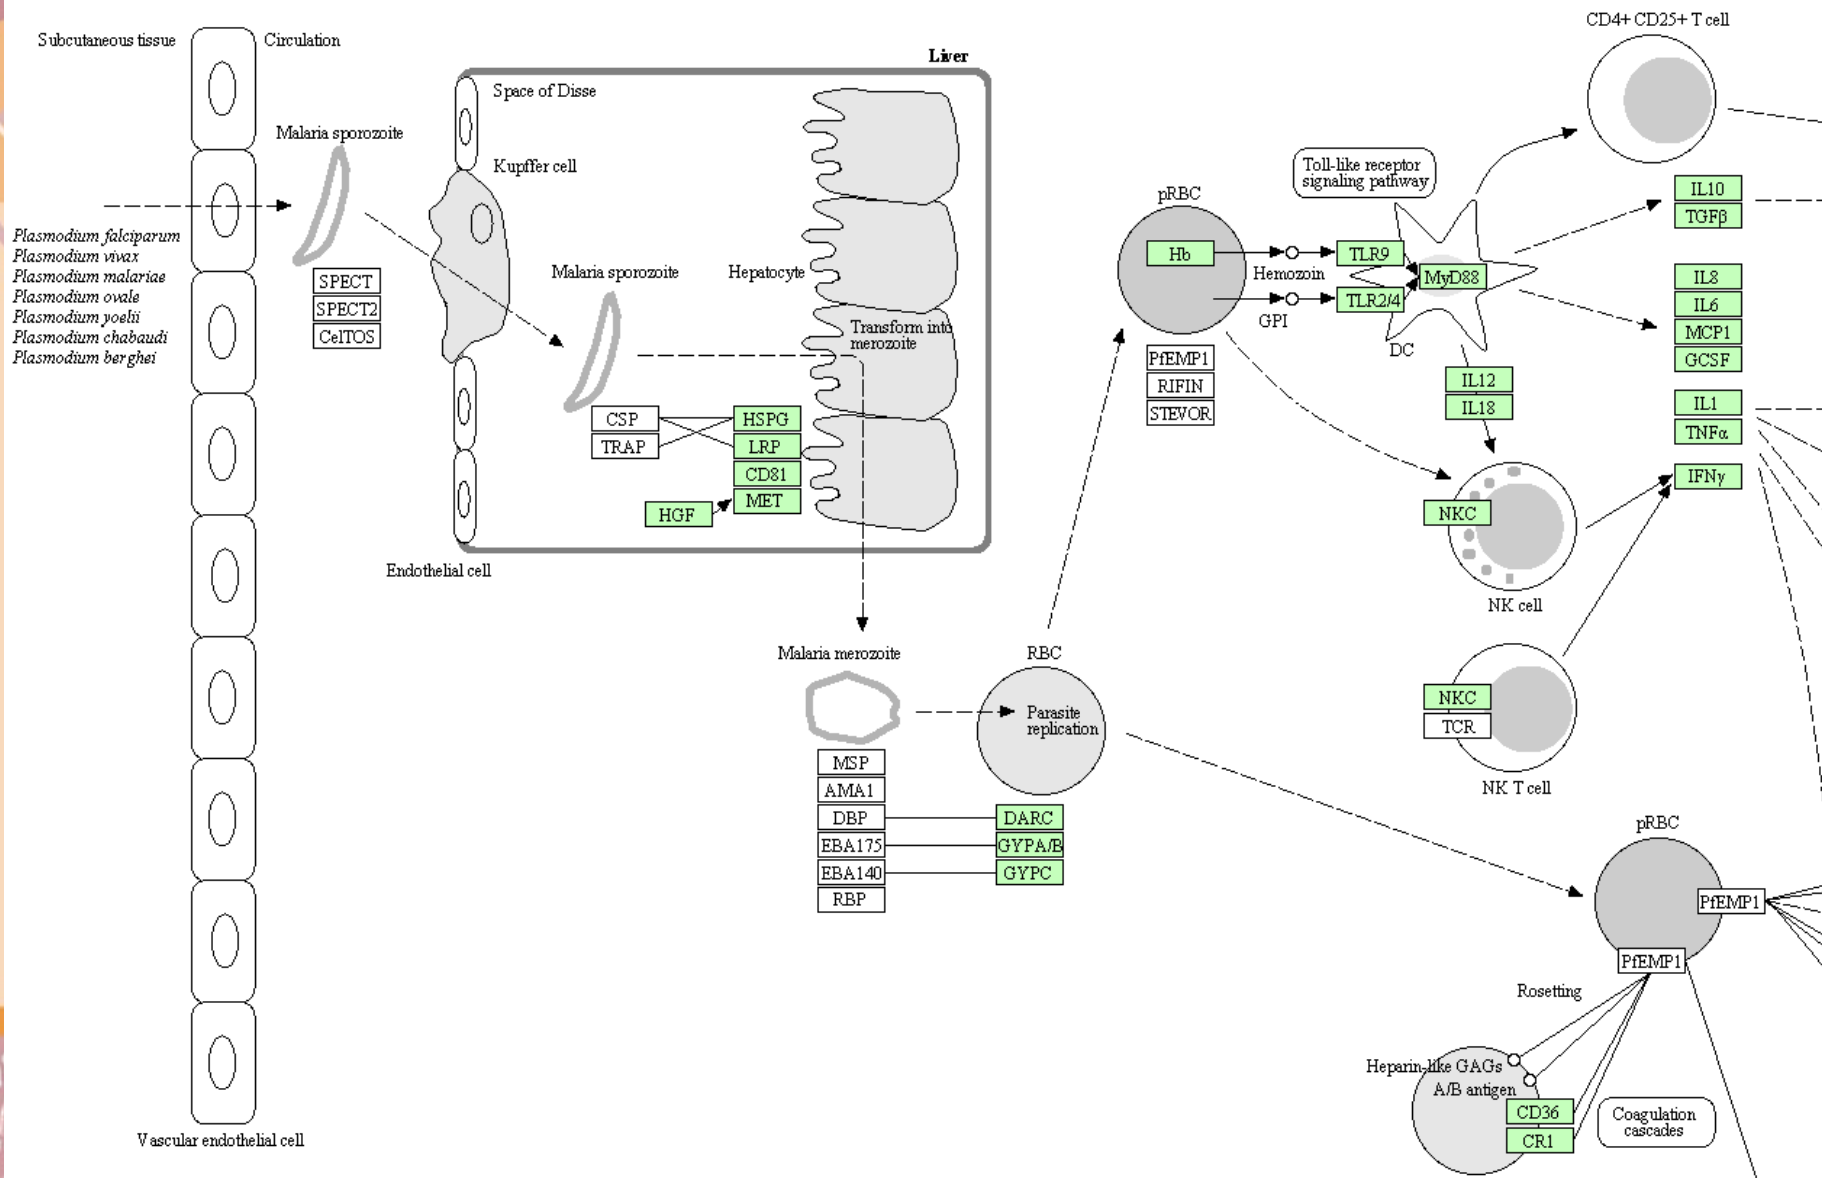 Subcutaneous tissue
Circulation
Malaria sporozoite
Plasmodium falciparum
Plasmodium vivax
Plasmodium malariae
Plasmodium ovale
Plasmodium yoelii
Plasmodium chabaudi
Plasmodium berghei
SPECT
SPECT2
CelTOS
Vascular endothelial cell
Liver
Space of Disse
Kupffer cell
Malaria sporozoite
Hepatocyte
Transform into
merozoite
CSP
TRAP
HSPG
LRP
CD81
MET
HGF
Endothelial cell
Malaria merozoite
MSP
AMA1
DBP
EBA175
EBA140
RBP
RBC
Parasite
replication
DARC
GYPA/B
GYPC
pRBC
Hb
Hemozoin
GPI
PfEMP1
RIFIN
STEVOR
Toll-like receptor
signaling pathway
TLR9
TLR2/4
MyD88
DC
IL12
IL18
CD4+ CD25+ T cell
IL10
TGFβ
IL8
IL6
MCP1
GCSF
IL1
TNFα
IFNγ
NKC
NK cell
NKC
TCR
NK T cell
pRBC
PfEMP1
PfEMP1
Rosetting
Heparin-like GAGs
A/B antigen
CD36
CR1
Coagulation
cascades